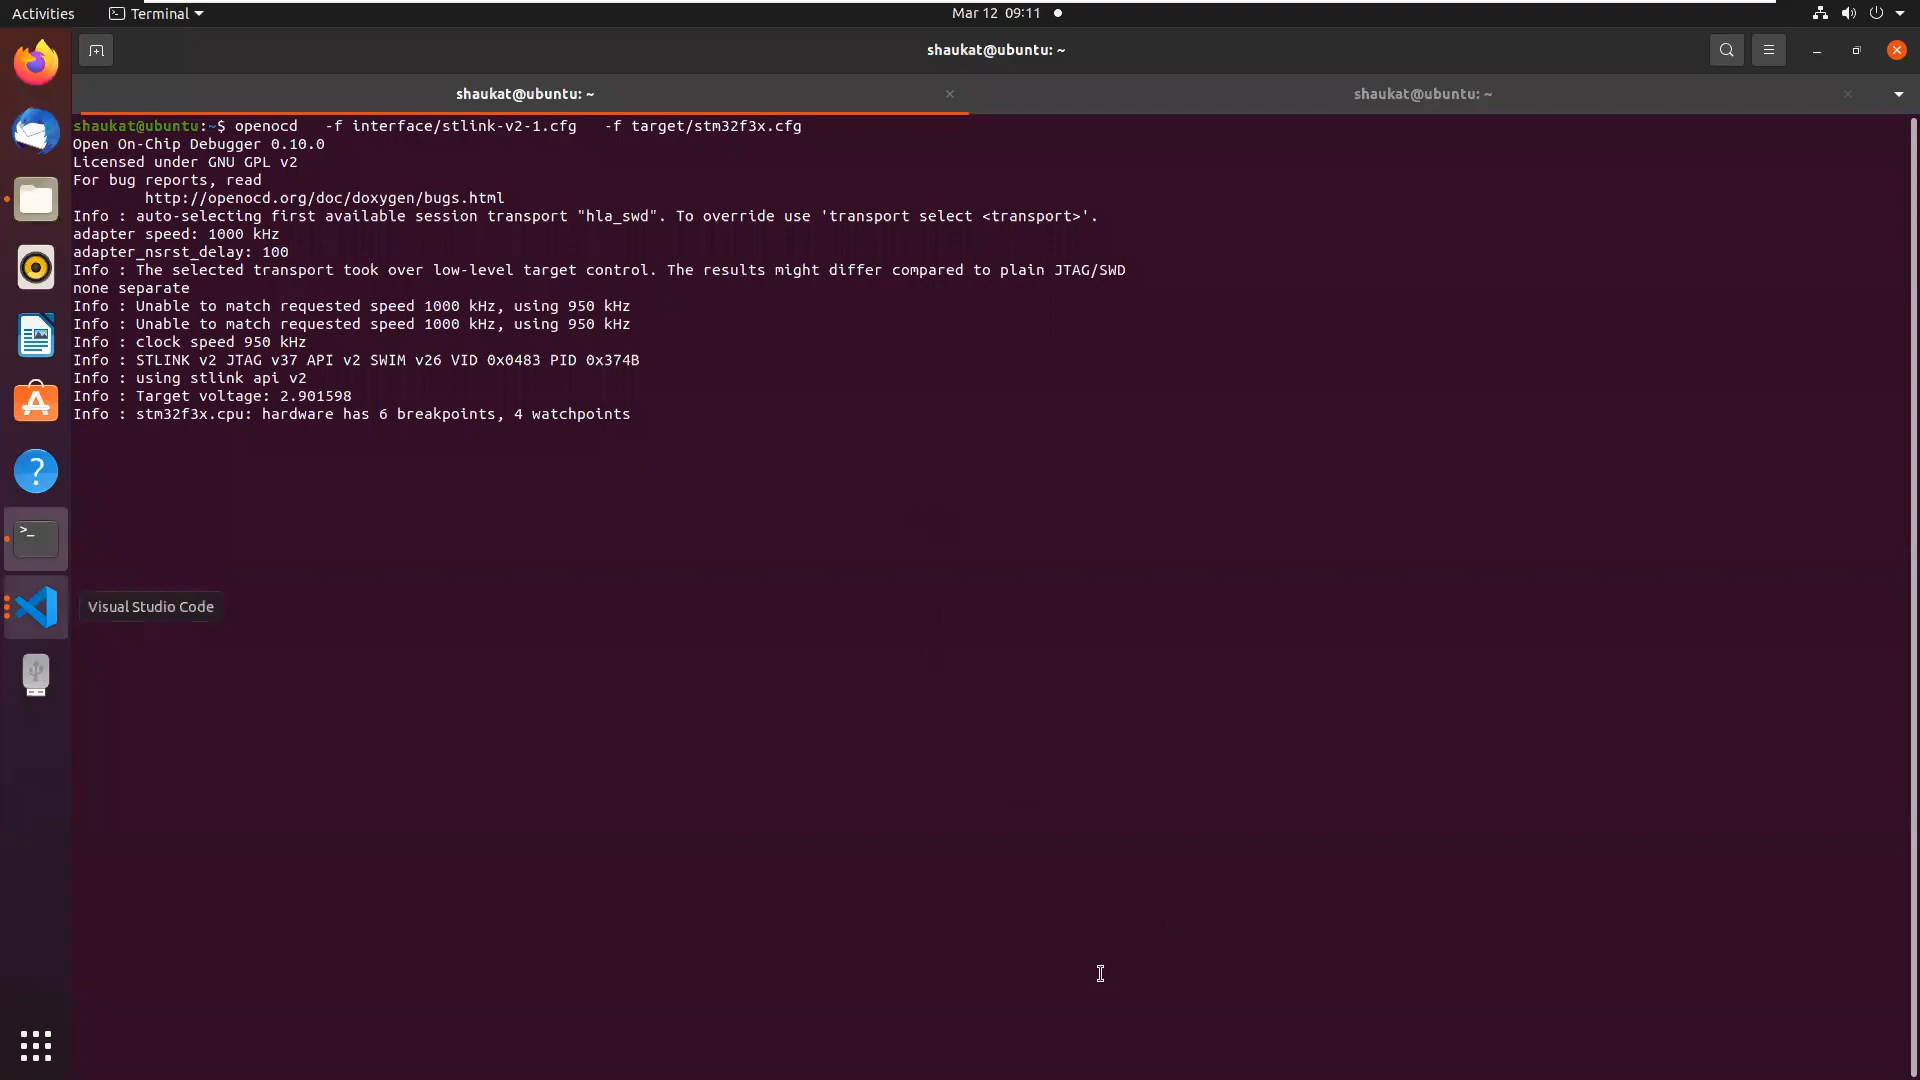 Activities
Terminal
Mar 12 09:11
shaukat@ubuntu: ~
shaukat@ubuntu: ~
shaukat@ubuntu: ~
shaukat@ubuntu:~$ openocd   -f interface/stlink-v2-1.cfg   -f target/stm32f3x.cfg
Open On-Chip Debugger 0.10.0
Licensed under GNU GPL v2
For bug reports, read
        http://openocd.org/doc/doxygen/bugs.html
Info : auto-selecting first available session transport "hla_swd". To override use 'transport select <transport>'.
adapter speed: 1000 kHz
adapter_nsrst_delay: 100
Info : The selected transport took over low-level target control. The results might differ compared to plain JTAG/SWD
none separate
Info : Unable to match requested speed 1000 kHz, using 950 kHz
Info : Unable to match requested speed 1000 kHz, using 950 kHz
Info : clock speed 950 kHz
Info : STLINK v2 JTAG v37 API v2 SWIM v26 VID 0x0483 PID 0x374B
Info : using stlink api v2
Info : Target voltage: 2.901598
Info : stm32f3x.cpu: hardware has 6 breakpoints, 4 watchpoints
Visual Studio Code